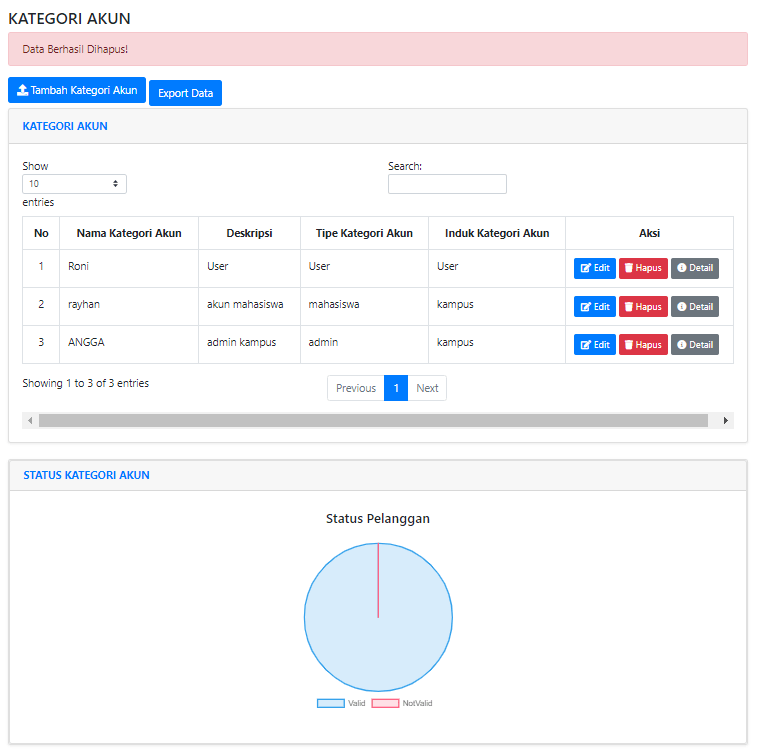 KATEGORI AKUN
Data Berhasil Dihapus!
Tambah Kategori Akun Export Data
KATEGORI AKUN
Show Search:
10
entries
No Nama Kategori Akun Deskripsi Tipe Kategori Akun Induk Kategori Akun Aksi
1 Roni User User User Edit Hapus Detail
2 rayhan akun mahasiswa mahasiswa kampus Edit Hapus Detail
3 ANGGA admin kampus admin kampus Edit Hapus Detail
Showing 1 to 3 of 3 entries Previous 1 Next
STATUS KATEGORI AKUN
Status Pelanggan
Valid NotValid